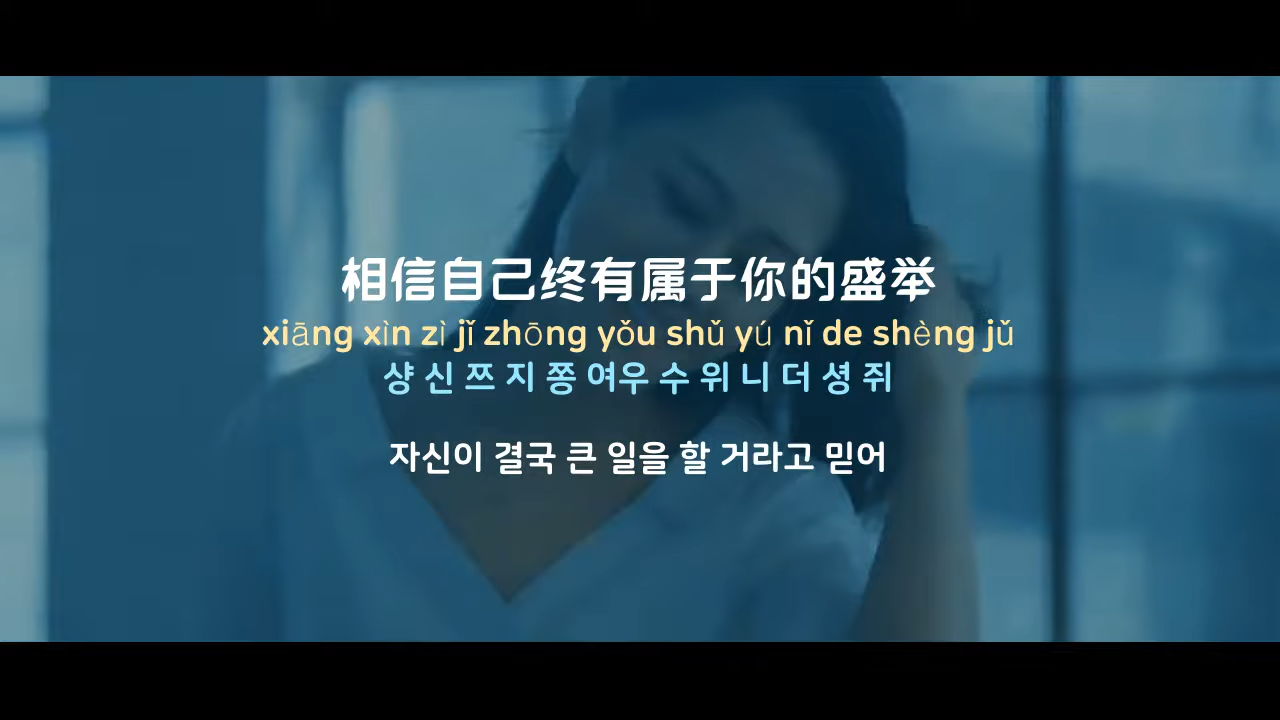 相信自己终有属于你的盛举
xiāng xìn zì jǐ zhōng yǒu shǔ yú nǐ de shèng jǔ
샹 신 쯔 지 쫑 여우 수 위 니 더 셩 쥐
자신이 결국 큰 일을 할 거라고 믿어